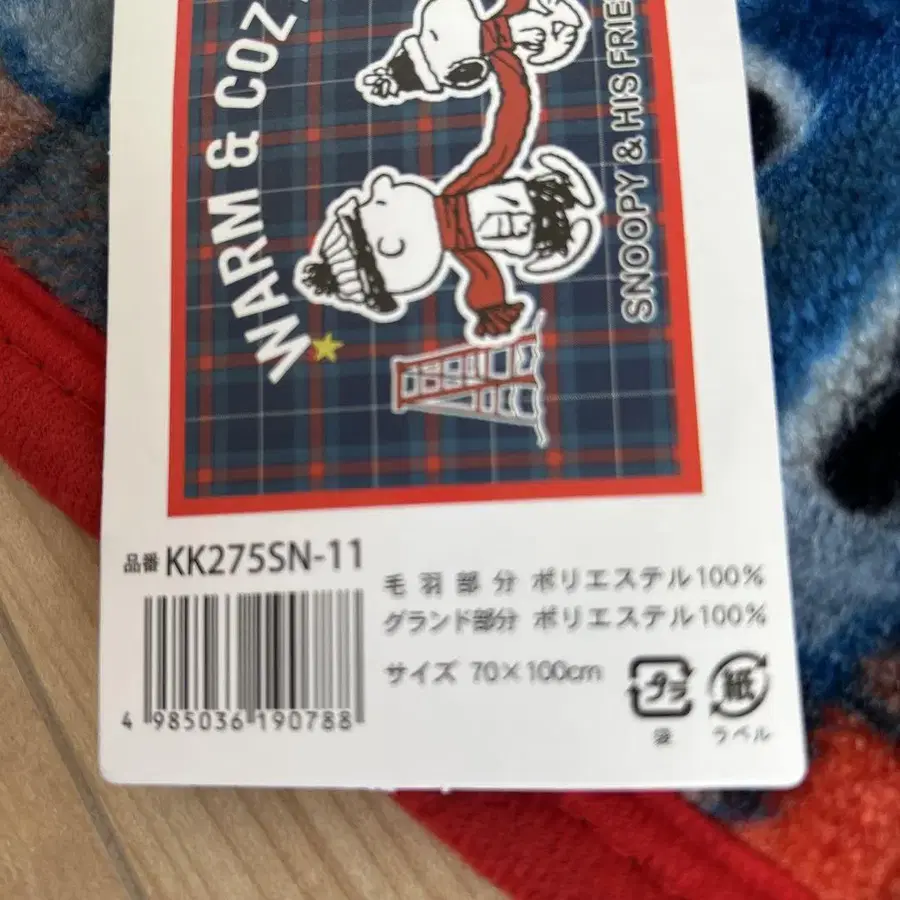 WARM & COZY
SNOOPY & HIS FRIE
品番 KK275SN-11
毛羽部分 ポリエステル100%
グランド部分 ポリエステル100%
サイズ 70×100cm
4 985036 190788
プラ
袋
紙
ラベル